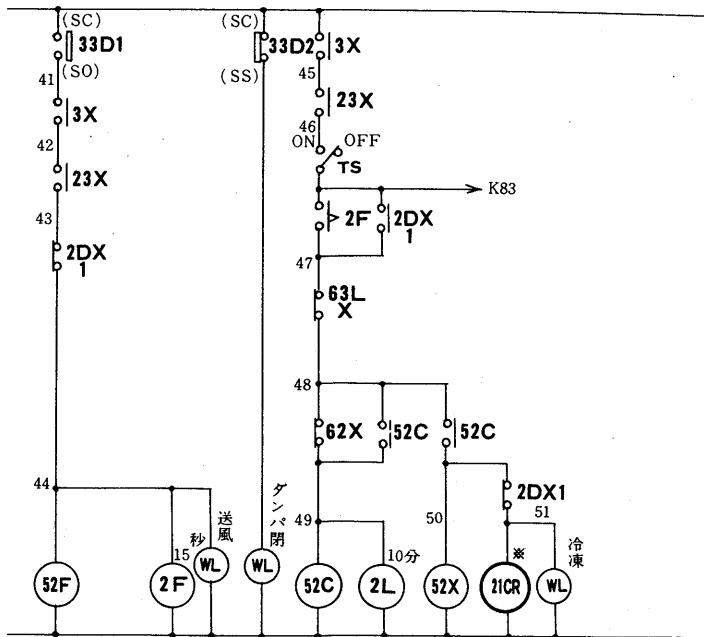 (SC)
33D1
(SO)
41
3X
42
23X
43
2DX
1
44
52F
15
秒
2F
送風
WL
(SC)
33D2
(SS)
ダンパ閉
WL
3X
45
23X
46
ON
OFF
TS
K83
2F
2DX
1
47
63L
X
48
62X
52C
52C
49
52C
10分
2L
50
52X
2DX1
51
※
21CR
冷凍
WL